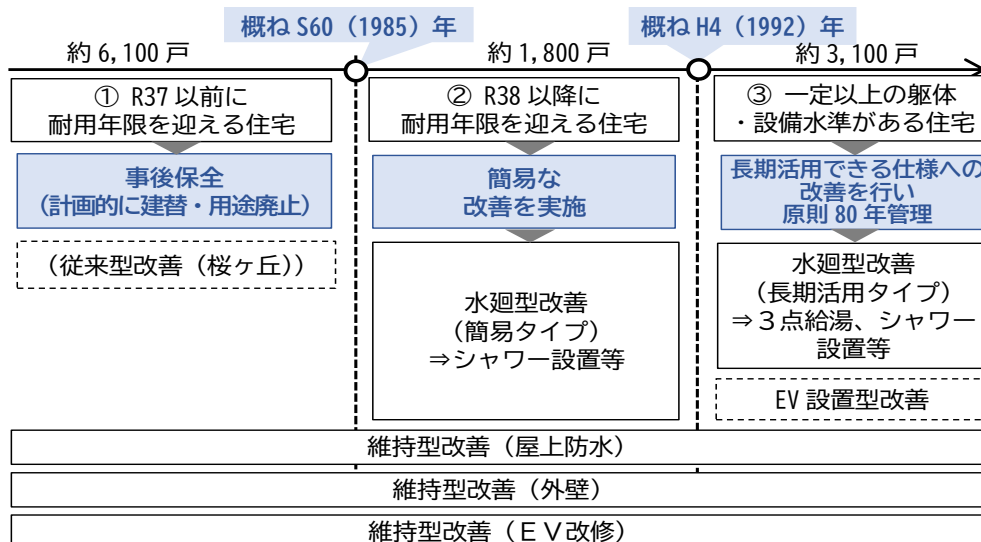 概ね S60（1985）年
概ね H4（1992）年
約 6,100 戸
約 1,800 戸
約 3,100 戸
① R37 以前に
耐用年限を迎える住宅
事後保全
（計画的に建替・用途廃止）
（従来型改善（桜ヶ丘））
② R38 以降に
耐用年限を迎える住宅
簡易な
改善を実施
水廻型改善
（簡易タイプ）
⇒シャワー設置等
③ 一定以上の躯体
・設備水準がある住宅
長期活用できる仕様への
改善を行い
原則 80 年管理
水廻型改善
（長期活用タイプ）
⇒３点給湯、シャワー
設置等
EV 設置型改善
維持型改善（屋上防水）
維持型改善（外壁）
維持型改善（ＥＶ改修）